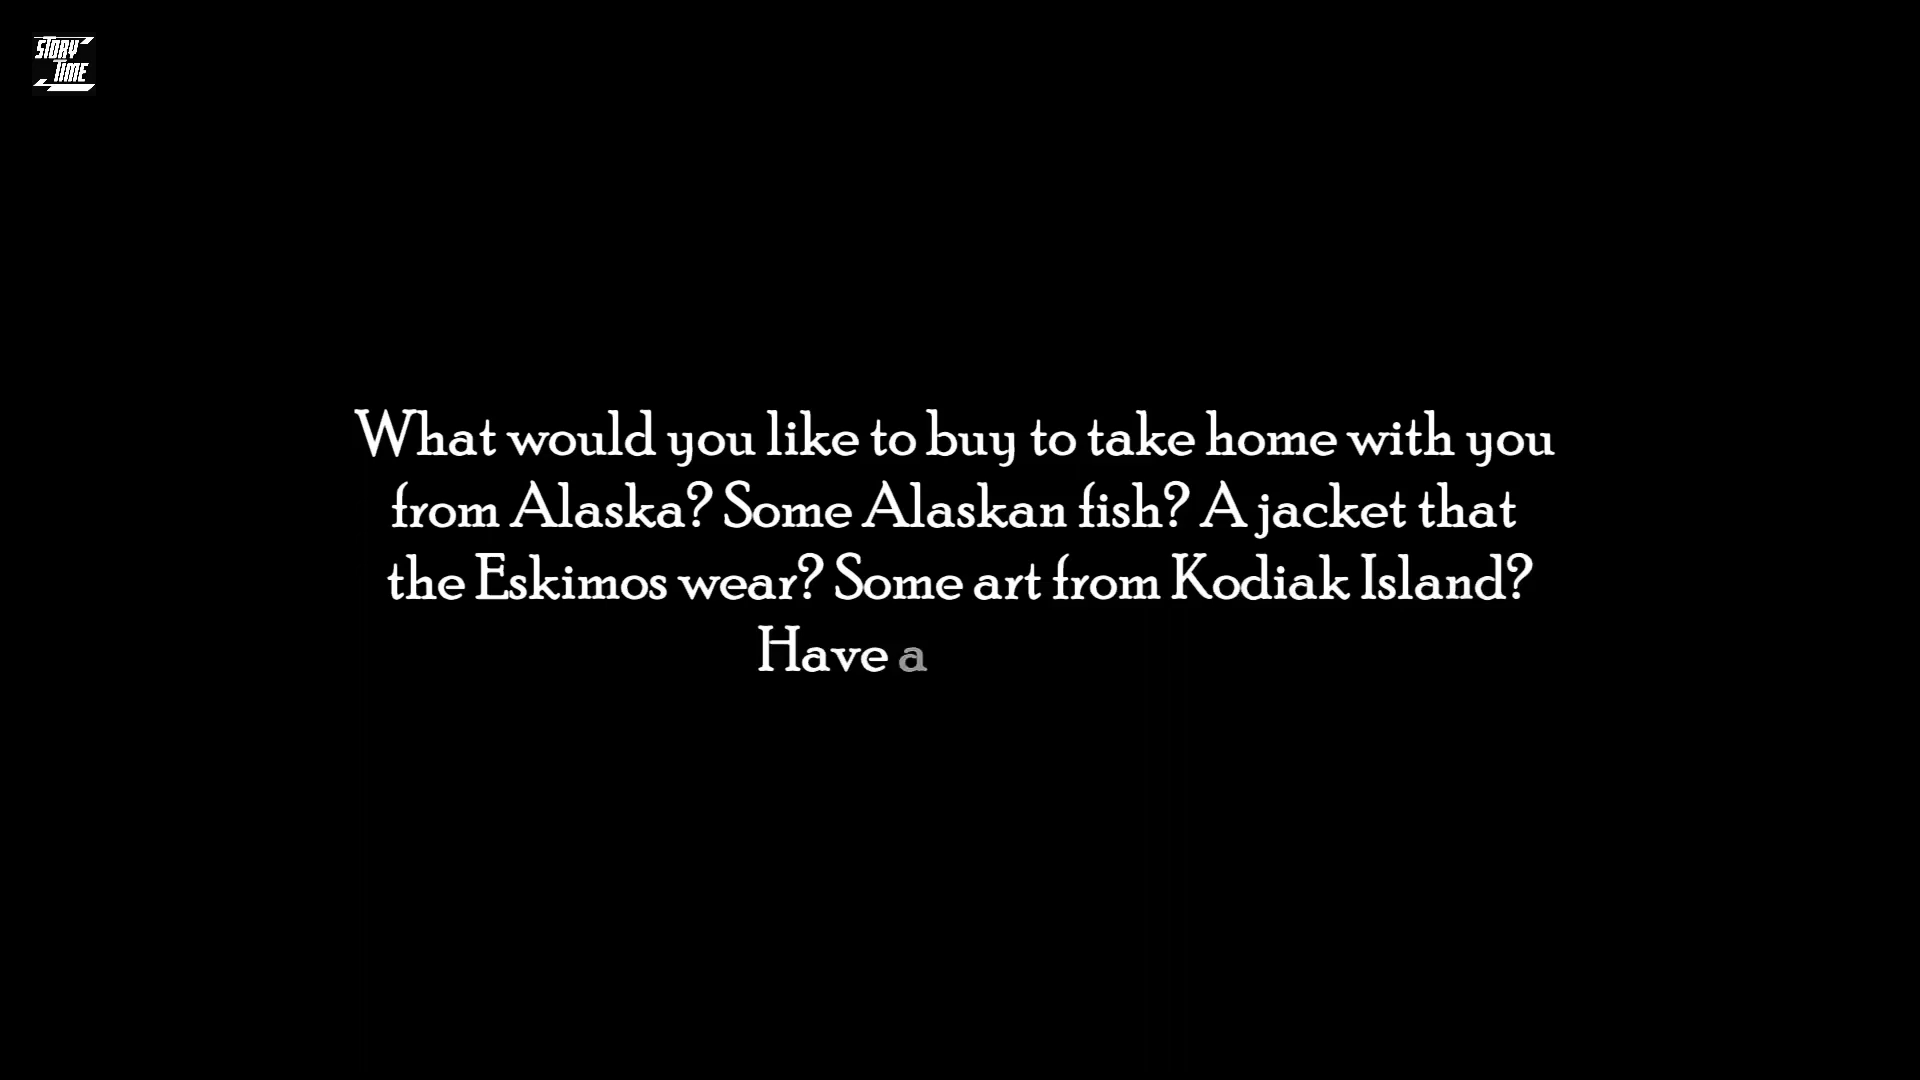 STORY
TIME
What would you like to buy to take home with you
from Alaska? Some Alaskan fish? A jacket that
the Eskimos wear? Some art from Kodiak Island?
Have a